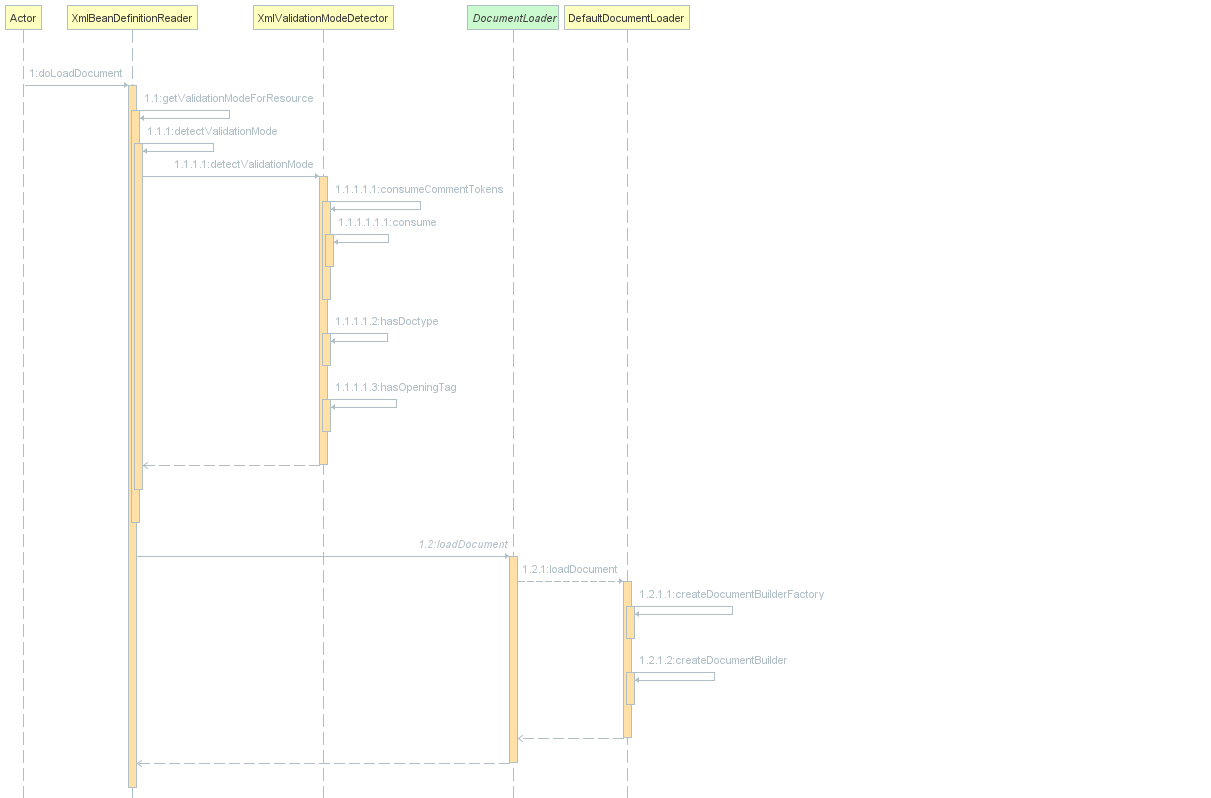 Actor
XmlBeanDefinitionReader
XmlValidationModeDetector
DocumentLoader
DefaultDocumentLoader
1:doLoadDocument
1.1:getValidationModeForResource
1.1.1:detectValidationMode
1.1.1.1:detectValidationMode
1.1.1.1.1:consumeCommentTokens
1.1.1.1.1.1:consume
1.1.1.1.2:hasDoctype
1.1.1.1.3:hasOpeningTag
1.2:loadDocument
1.2.1:loadDocument
1.2.1.1:createDocumentBuilderFactory
1.2.1.2:createDocumentBuilder